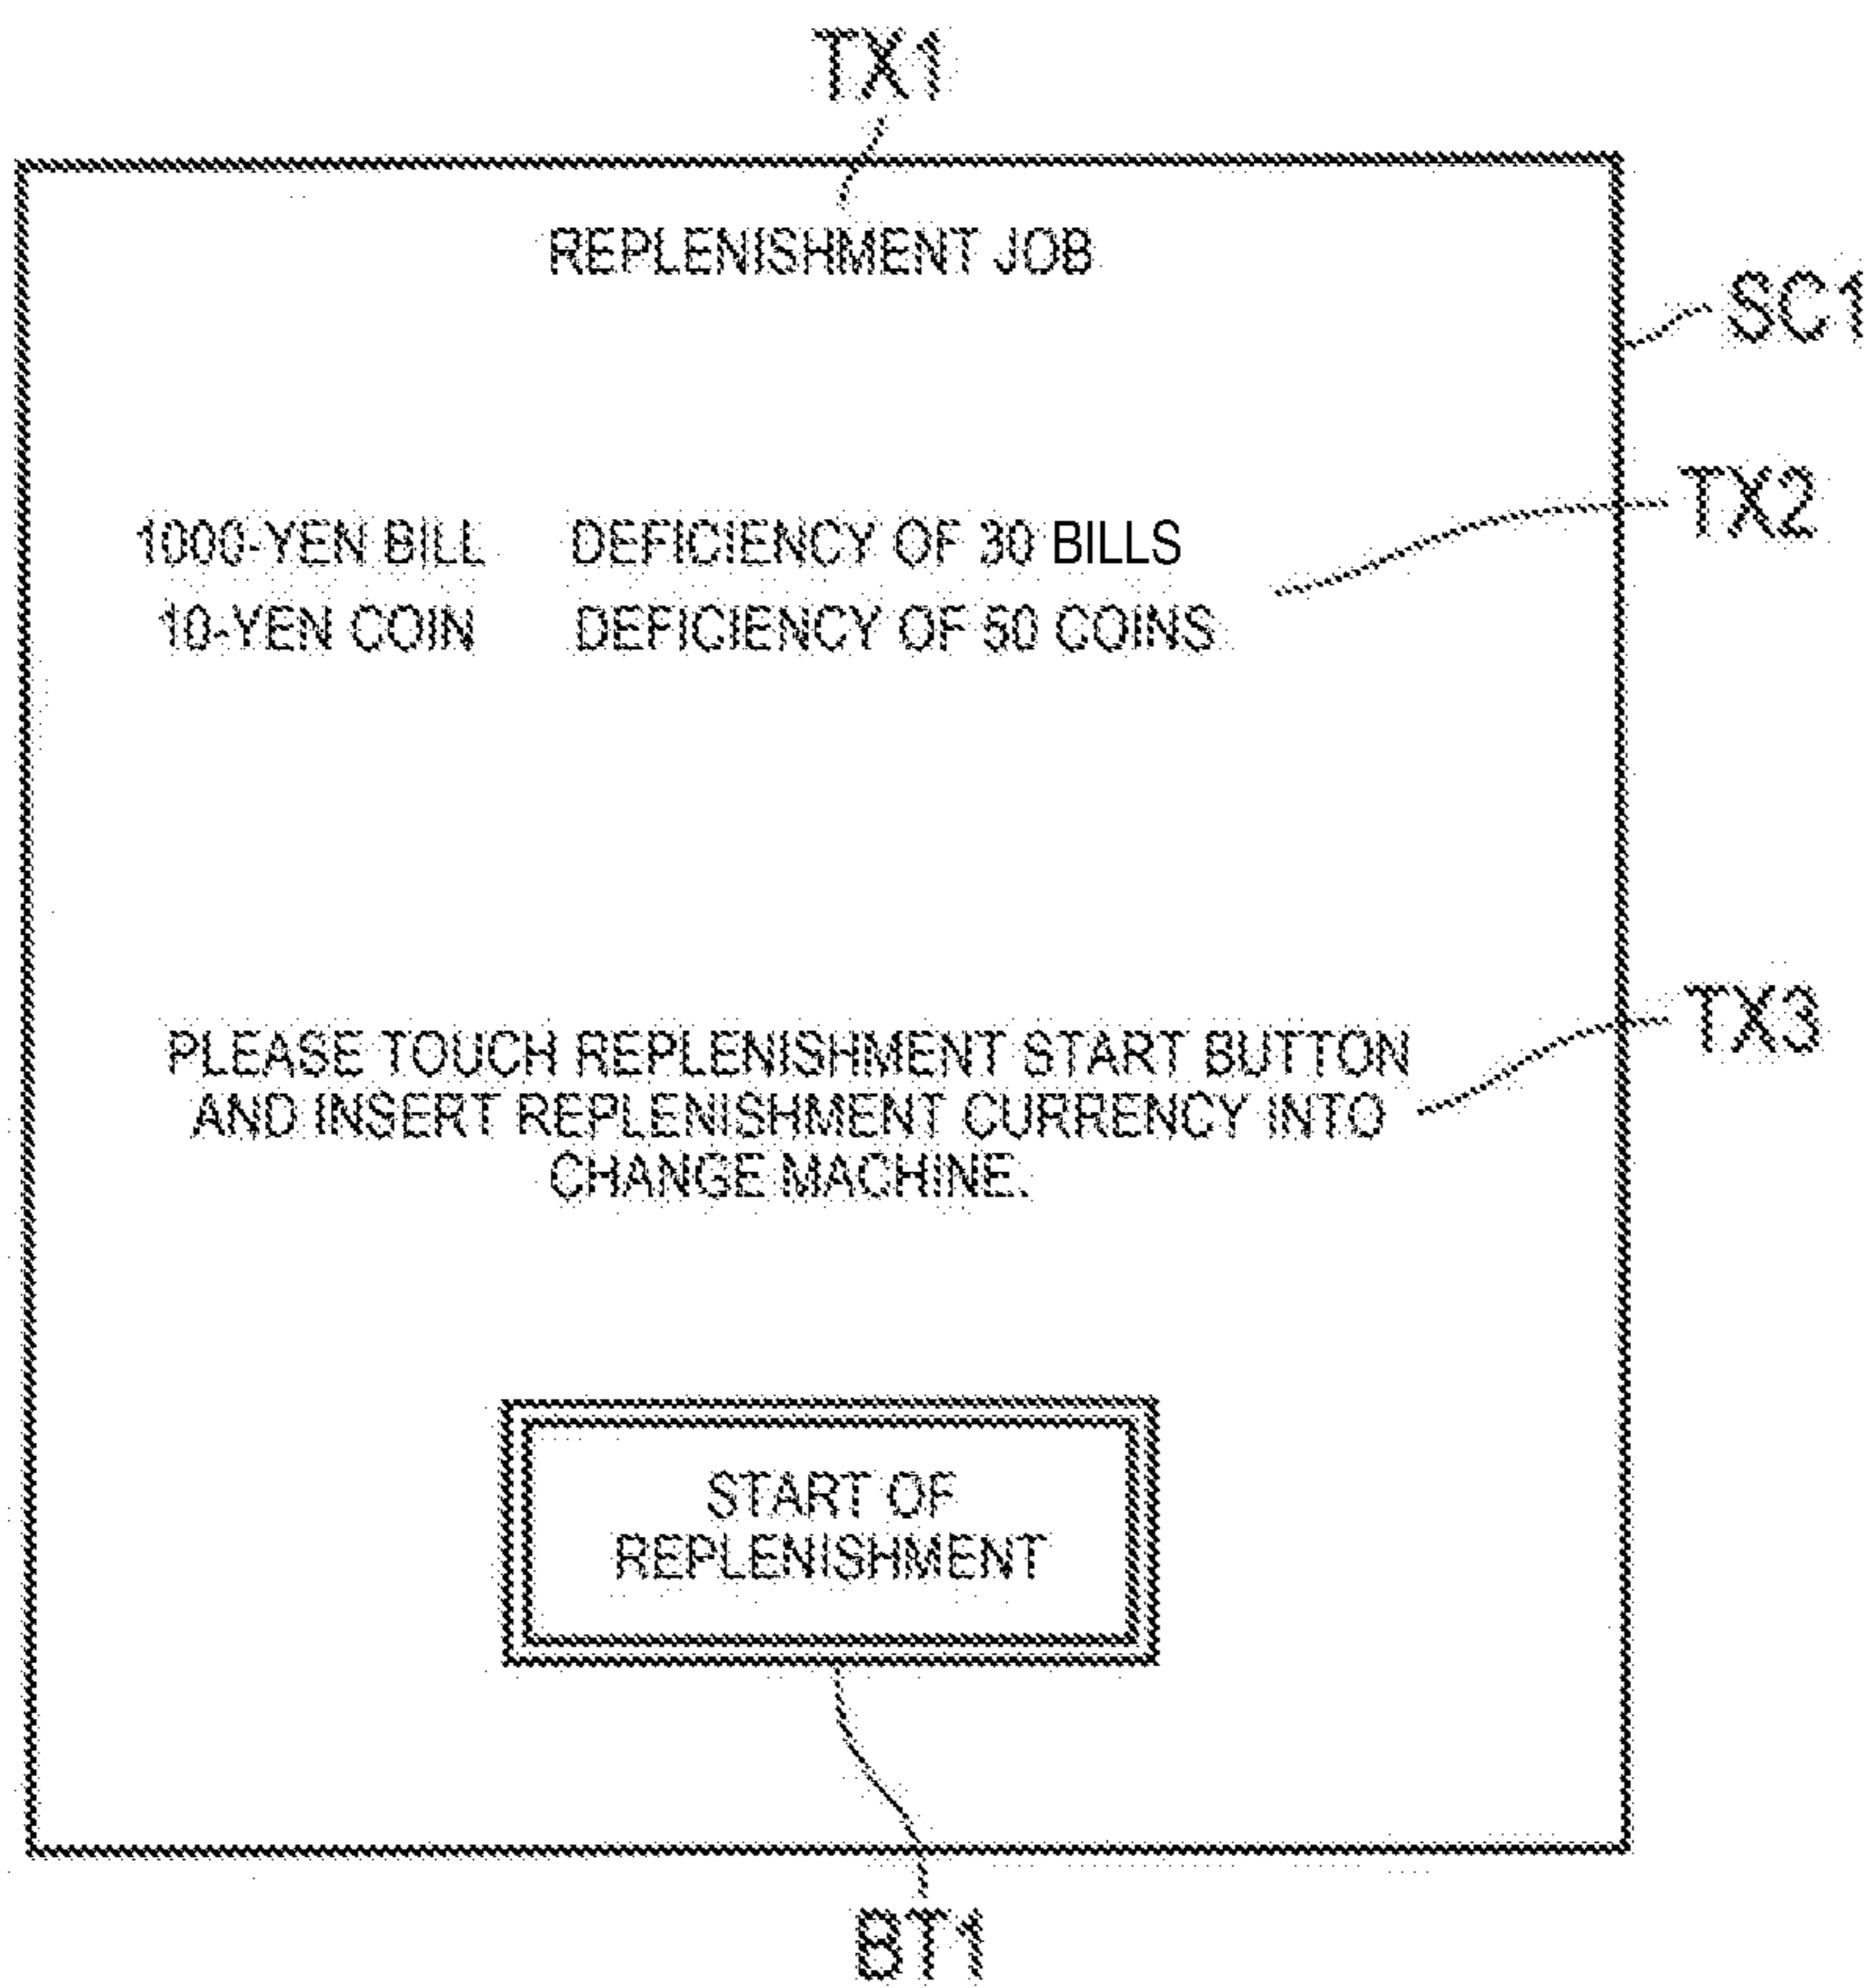 TX1
REPLENISHMENT JOB
SC1
1000-YEN BILL DEFICIENCY OF 30 BILLS
TX2
10-YEN COIN DEFICIENCY OF 50 COINS
TX3
PLEASE TOUCH REPLENISHMENT START BUTTON
AND INSERT REPLENISHMENT CURRENCY INTO
CHANGE MACHINE.
START OF
REPLENISHMENT
BT1